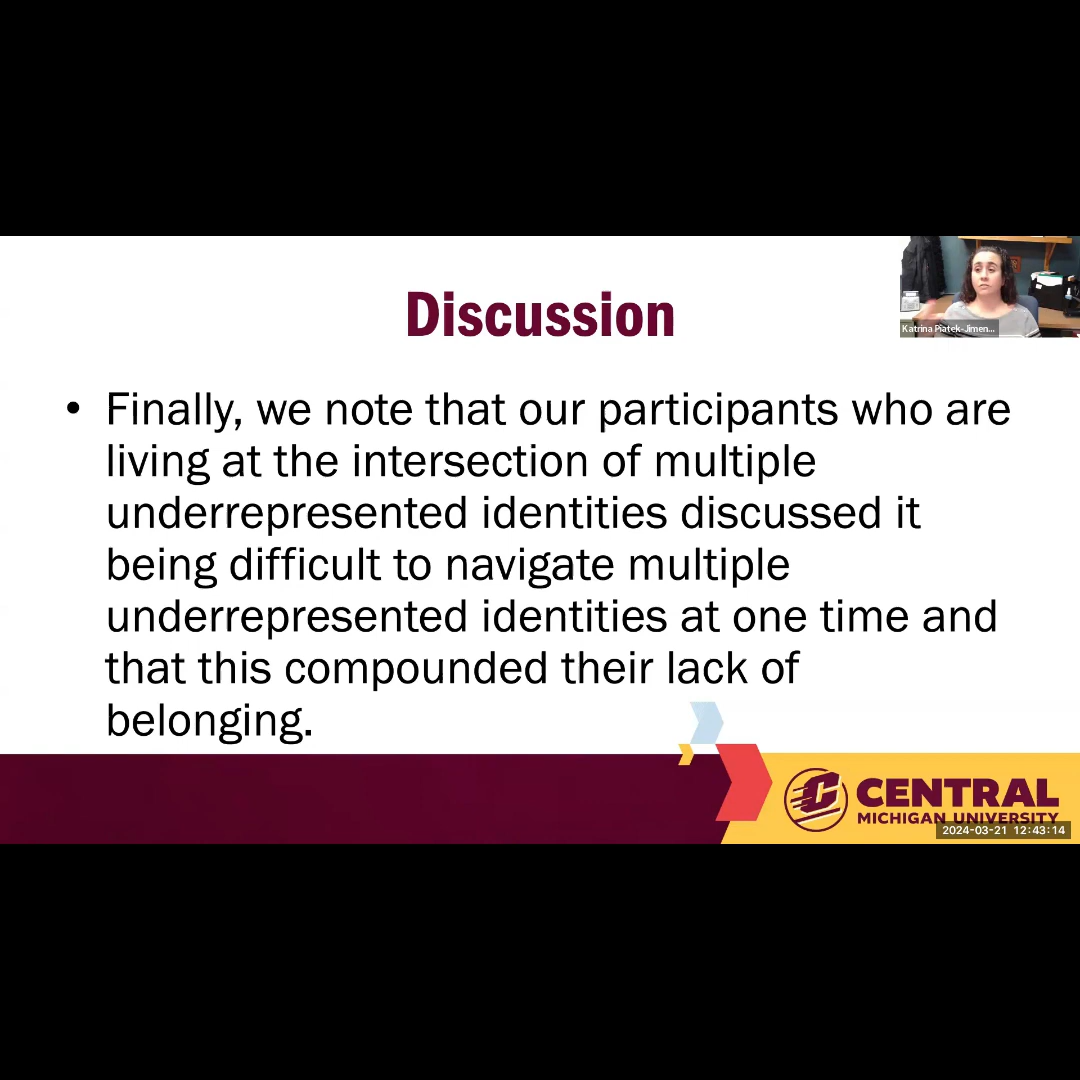 Discussion
Katrina Piatek-Jimen...
• Finally, we note that our participants who are
living at the intersection of multiple
underrepresented identities discussed it
being difficult to navigate multiple
underrepresented identities at one time and
that this compounded their lack of
belonging.
C
CENTRAL
MICHIGAN UNIVERSITY
2024-03-21 12:43:14